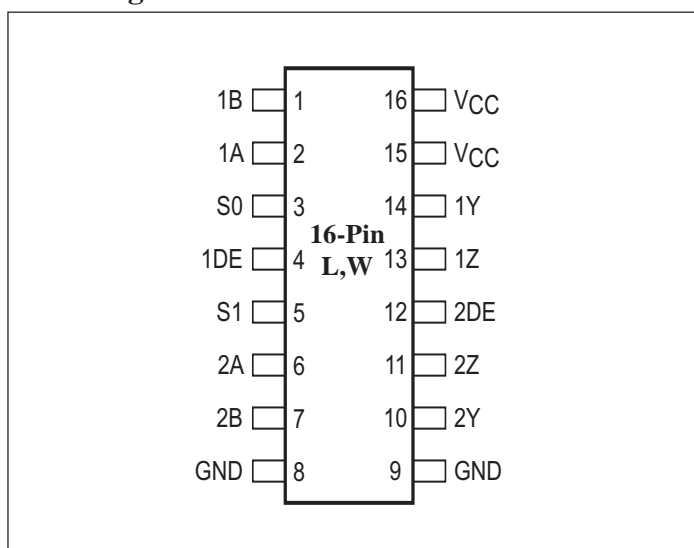 1B 1 16 VCC
1A 2 15 VCC
S0 3 14 1Y
16-Pin
1DE 4 13 1Z
L,W
S1 5 12 2DE
2A 6 11 2Z
2B 7 10 2Y
GND 8 9 GND